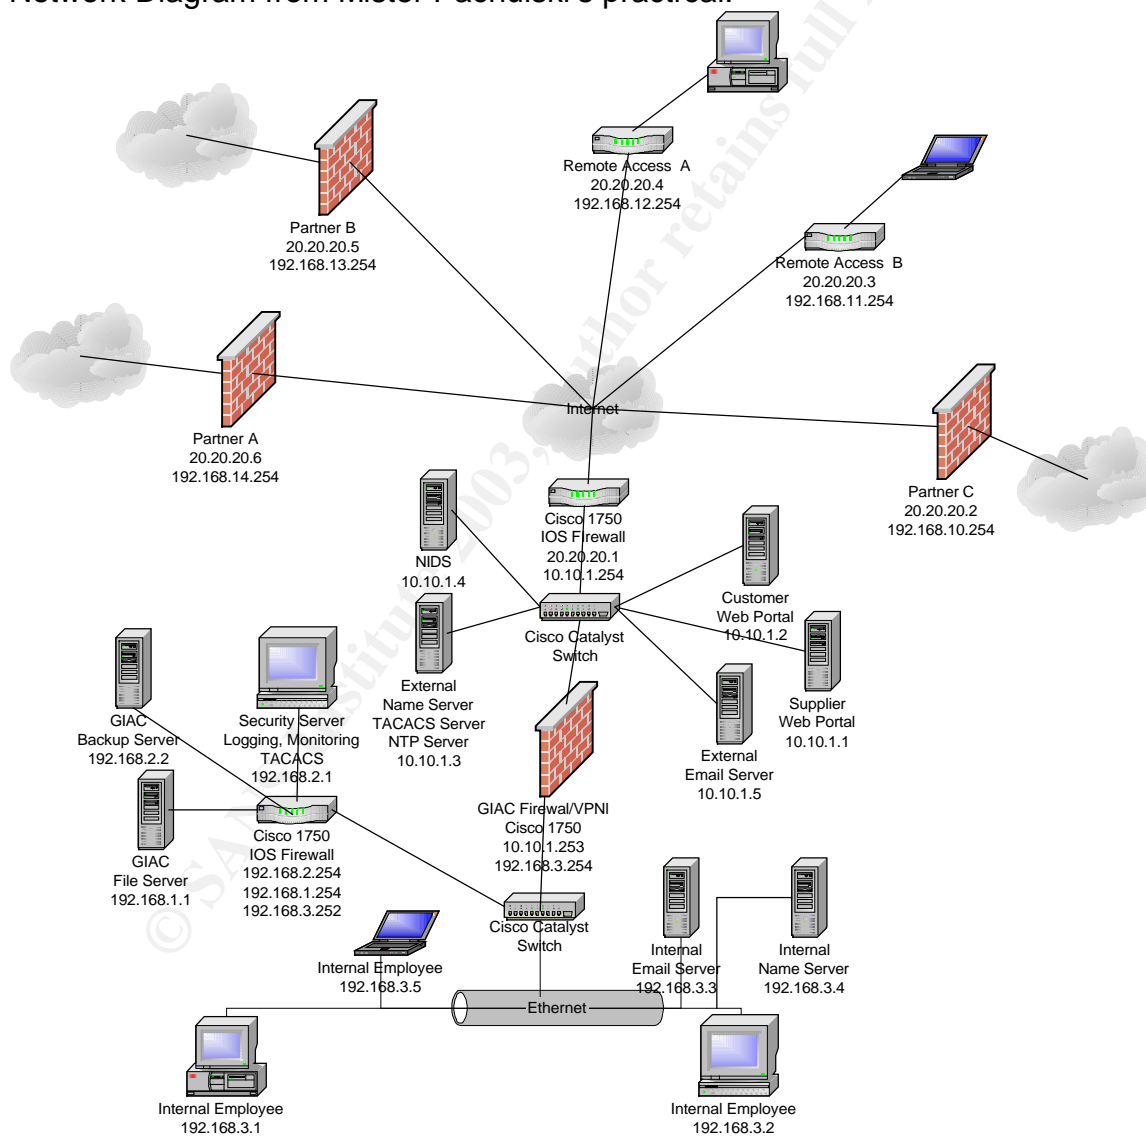 Network Diagram from Mister Pachulski's practical.
Remote Access A
20.20.20.4
192.168.12.254
Partner B
20.20.20.5
192.168.13.254
Remote Access B
20.20.20.3
192.168.11.254
Internet
Partner A
20.20.20.6
192.168.14.254
Partner C
20.20.20.2
192.168.10.254
Cisco 1750
IOS Firewall
20.20.20.1
10.10.1.254
NIDS
10.10.1.4
Customer
Web Portal
10.10.1.2
Cisco Catalyst
Switch
External
Name Server
TACACS Server
NTP Server
10.10.1.3
Supplier
Web Portal
10.10.1.1
External
Email Server
10.10.1.5
GIAC
Backup Server
192.168.2.2
Security Server
Logging, Monitoring
TACACS
192.168.2.1
GIAC Firewal/VPNl
Cisco 1750
10.10.1.253
192.168.3.254
GIAC
File Server
192.168.1.1
Cisco 1750
IOS Firewall
192.168.2.254
192.168.1.254
192.168.3.252
Cisco Catalyst
Switch
Internal Employee
192.168.3.5
Internal
Email Server
192.168.3.3
Internal
Name Server
192.168.3.4
Ethernet
Internal Employee
192.168.3.1
Internal Employee
192.168.3.2
© SANS Institute 2003, Author retains full